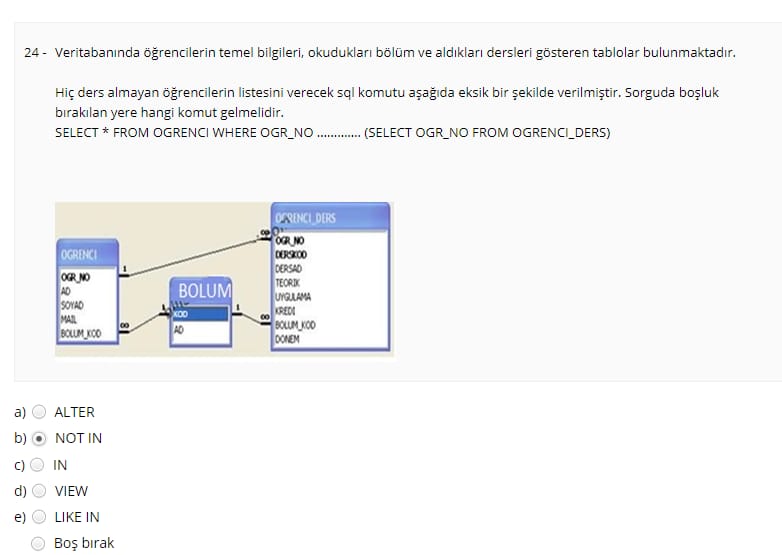 24 - Veritabanında öğrencilerin temel bilgileri, okudukları bölüm ve aldıkları dersleri gösteren tablolar bulunmaktadır.
Hiç ders almayan öğrencilerin listesini verecek sql komutu aşağıda eksik bir şekilde verilmiştir. Sorguda boşluk
bırakılan yere hangi komut gelmelidir.
SELECT * FROM OGRENCI WHERE OGR_NO ............. (SELECT OGR_NO FROM OGRENCI_DERS)
OGRENCI
OGR_NO
AD
SOYAD
MAIL
BOLUM_KOD
1
∞
BOLUM
KOD
AD
1
1
∞
∞
OGRENCI_DERS
OGR_NO
DERSKOD
DERSAD
TEORIK
UYGULAMA
KREDI
BOLUM_KOD
DONEM
a) ALTER
b) NOT IN
c) IN
d) VIEW
e) LIKE IN
Boş bırak